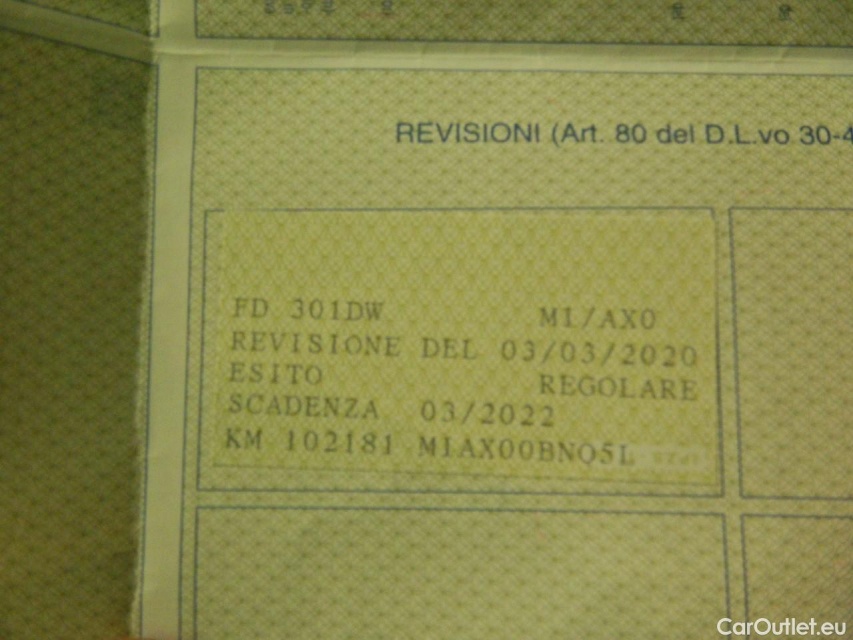 REVISIONI (Art. 80 del D.L.vo 30-4
FD 301DW MI/AX0
REVISIONE DEL 03/03/2020
ESITO REGOLARE
SCADENZA 03/2022
KM 102181 MIAX00BNQ5L
CarOutlet.eu